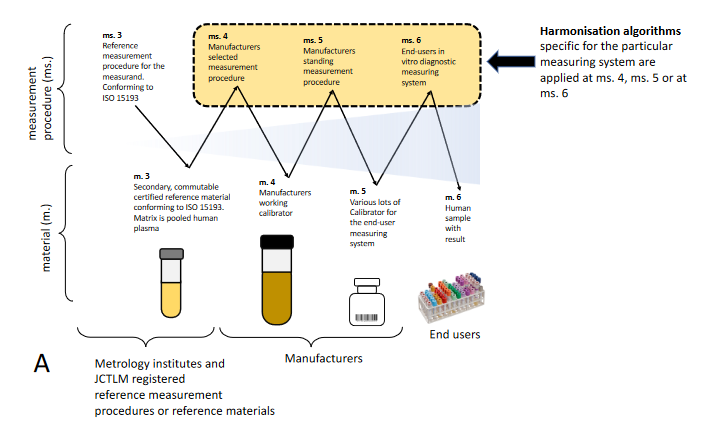 ms. 3
Reference
measurement
procedure for the
measurand.
Conforming to
ISO 15193
ms. 4
Manufacturers
selected
measurement
procedure
ms. 5
Manufacturers
standing
measurement
procedure
ms. 6
End-users in
vitro diagnostic
measuring
system
Harmonisation algorithms
specific for the particular
measuring system are
applied at ms. 4, ms. 5 or at
ms. 6
measurement
procedure (ms.)
material (m.)
m. 3
Secondary, commutable
certified reference material
conforming to ISO 15193.
Matrix is pooled human
plasma
m. 4
Manufacturers
working
calibrator
m. 5
Various lots of
Calibrator for
the end-user
measuring
system
m. 6
Human
sample
with
result
End users
Manufacturers
A
Metrology institutes and
JCTLM registered
reference measurement
procedures or reference materials